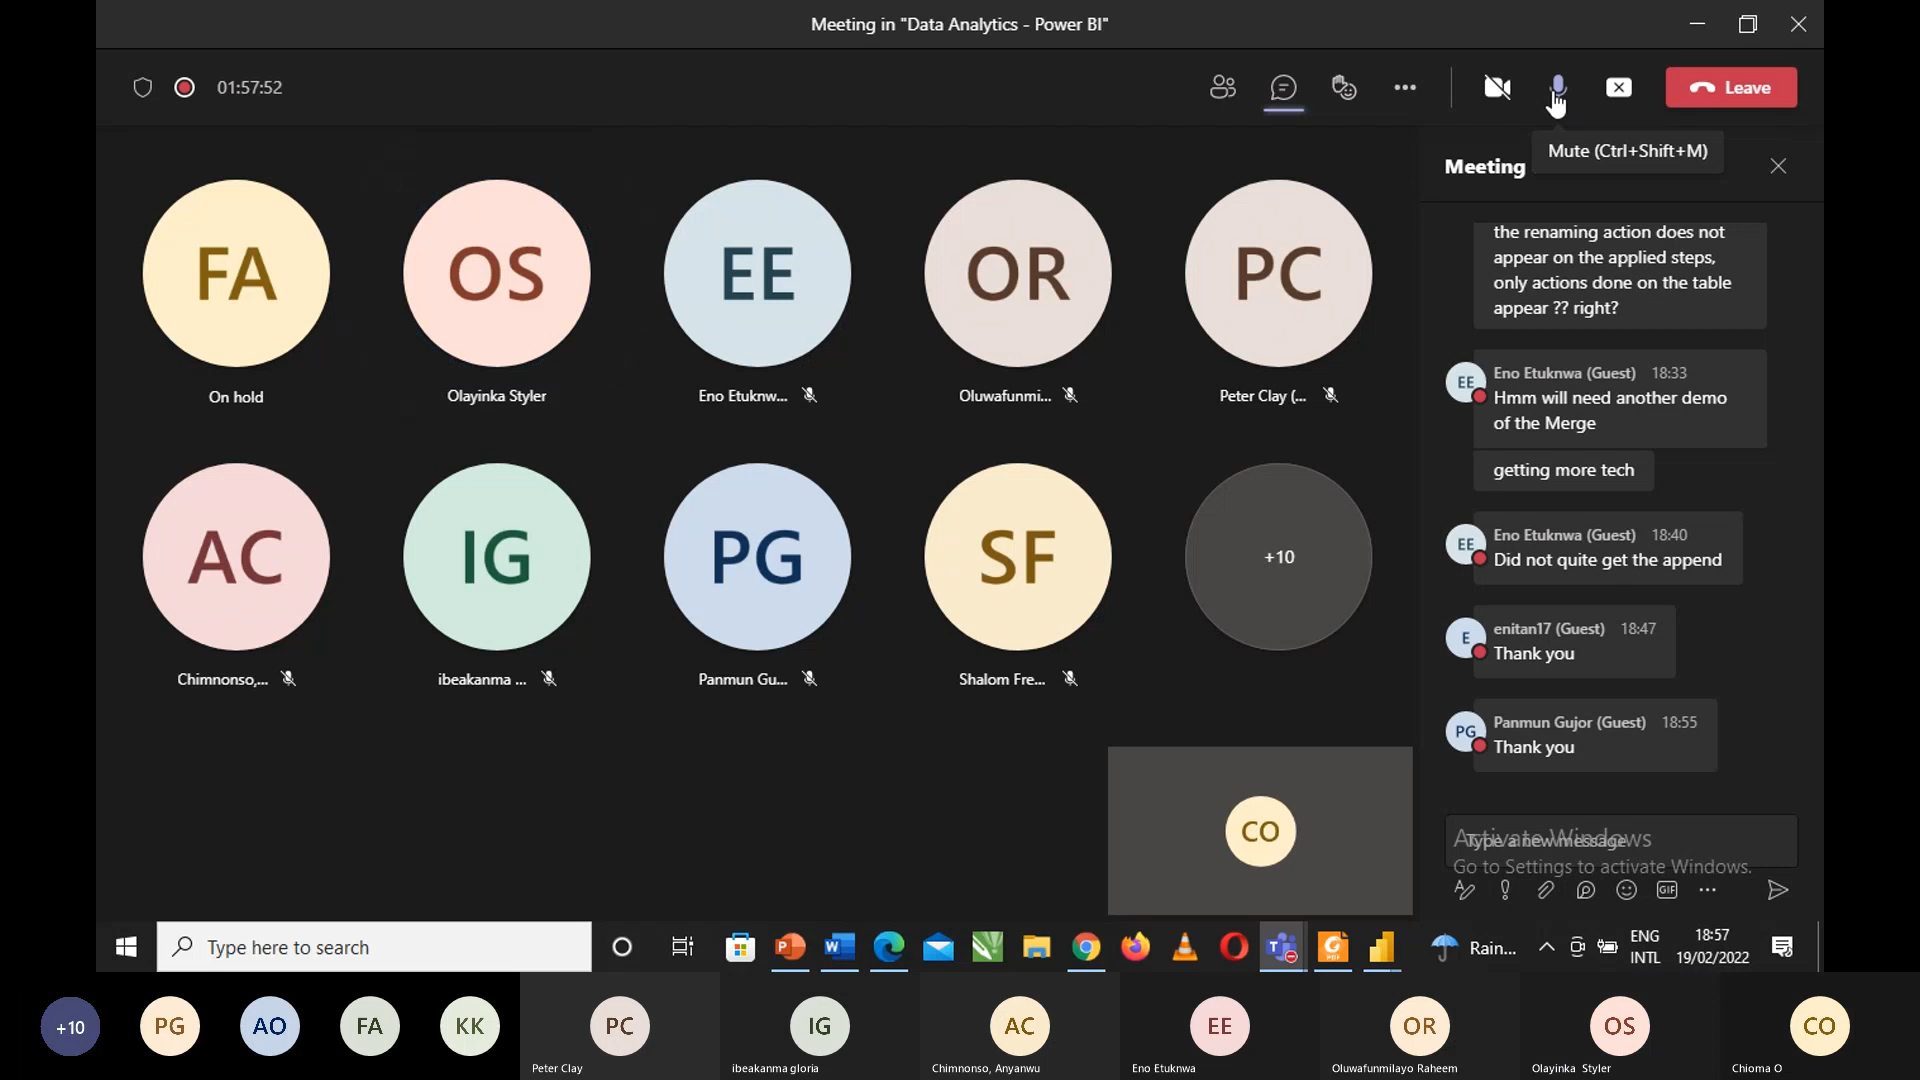 Meeting in "Data Analytics - Power BI"
01:57:52
Leave
Mute (Ctrl+Shift+M)
Meeting
FA
OS
EE
OR
PC
On hold
Olayinka Styler
Eno Etuknw...
Oluwafunmi...
Peter Clay (...
AC
IG
PG
SF
+10
Chimnonso,...
ibeakanma ...
Panmun Gu...
Shalom Fre...
CO
the renaming action does not
appear on the applied steps,
only actions done on the table
appear ?? right?
EE
Eno Etuknwa (Guest) 18:33
Hmm will need another demo
of the Merge
getting more tech
EE
Eno Etuknwa (Guest) 18:40
Did not quite get the append
E
enitan17 (Guest) 18:47
Thank you
PG
Panmun Gujor (Guest) 18:55
Thank you
Type a new message
Activate Windows
Go to Settings to activate Windows.
GIF
Type here to search
Rain...
ENG
INTL
18:57
19/02/2022
+10
PG
AO
FA
KK
PC
IG
AC
EE
OR
OS
CO
Peter Clay
ibeakanma gloria
Chimnonso, Anyanwu
Eno Etuknwa
Oluwafunmilayo Raheem
Olayinka Styler
Chioma O